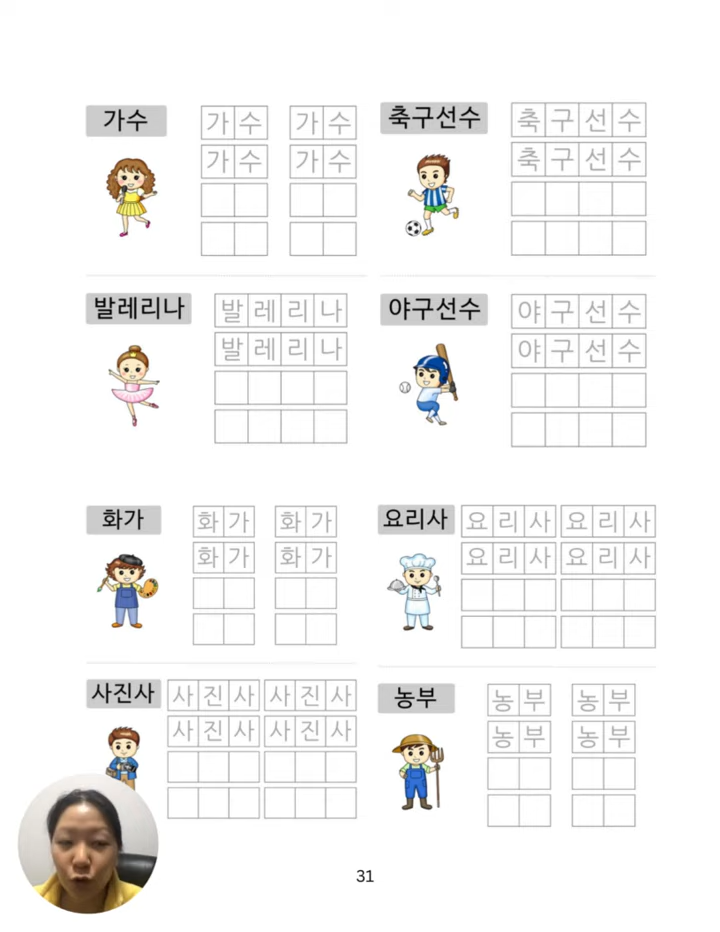 가수
가수 가수
가수 가수
축구선수
축구선수
축구선수
발레리나
발레리나
발레리나
야구선수
야구선수
야구선수
화가
화가 화가
화가 화가
요리사
요리사 요리사
요리사 요리사
사진사
사진사 사진사
사진사 사진사
농부
농부 농부
농부 농부
31